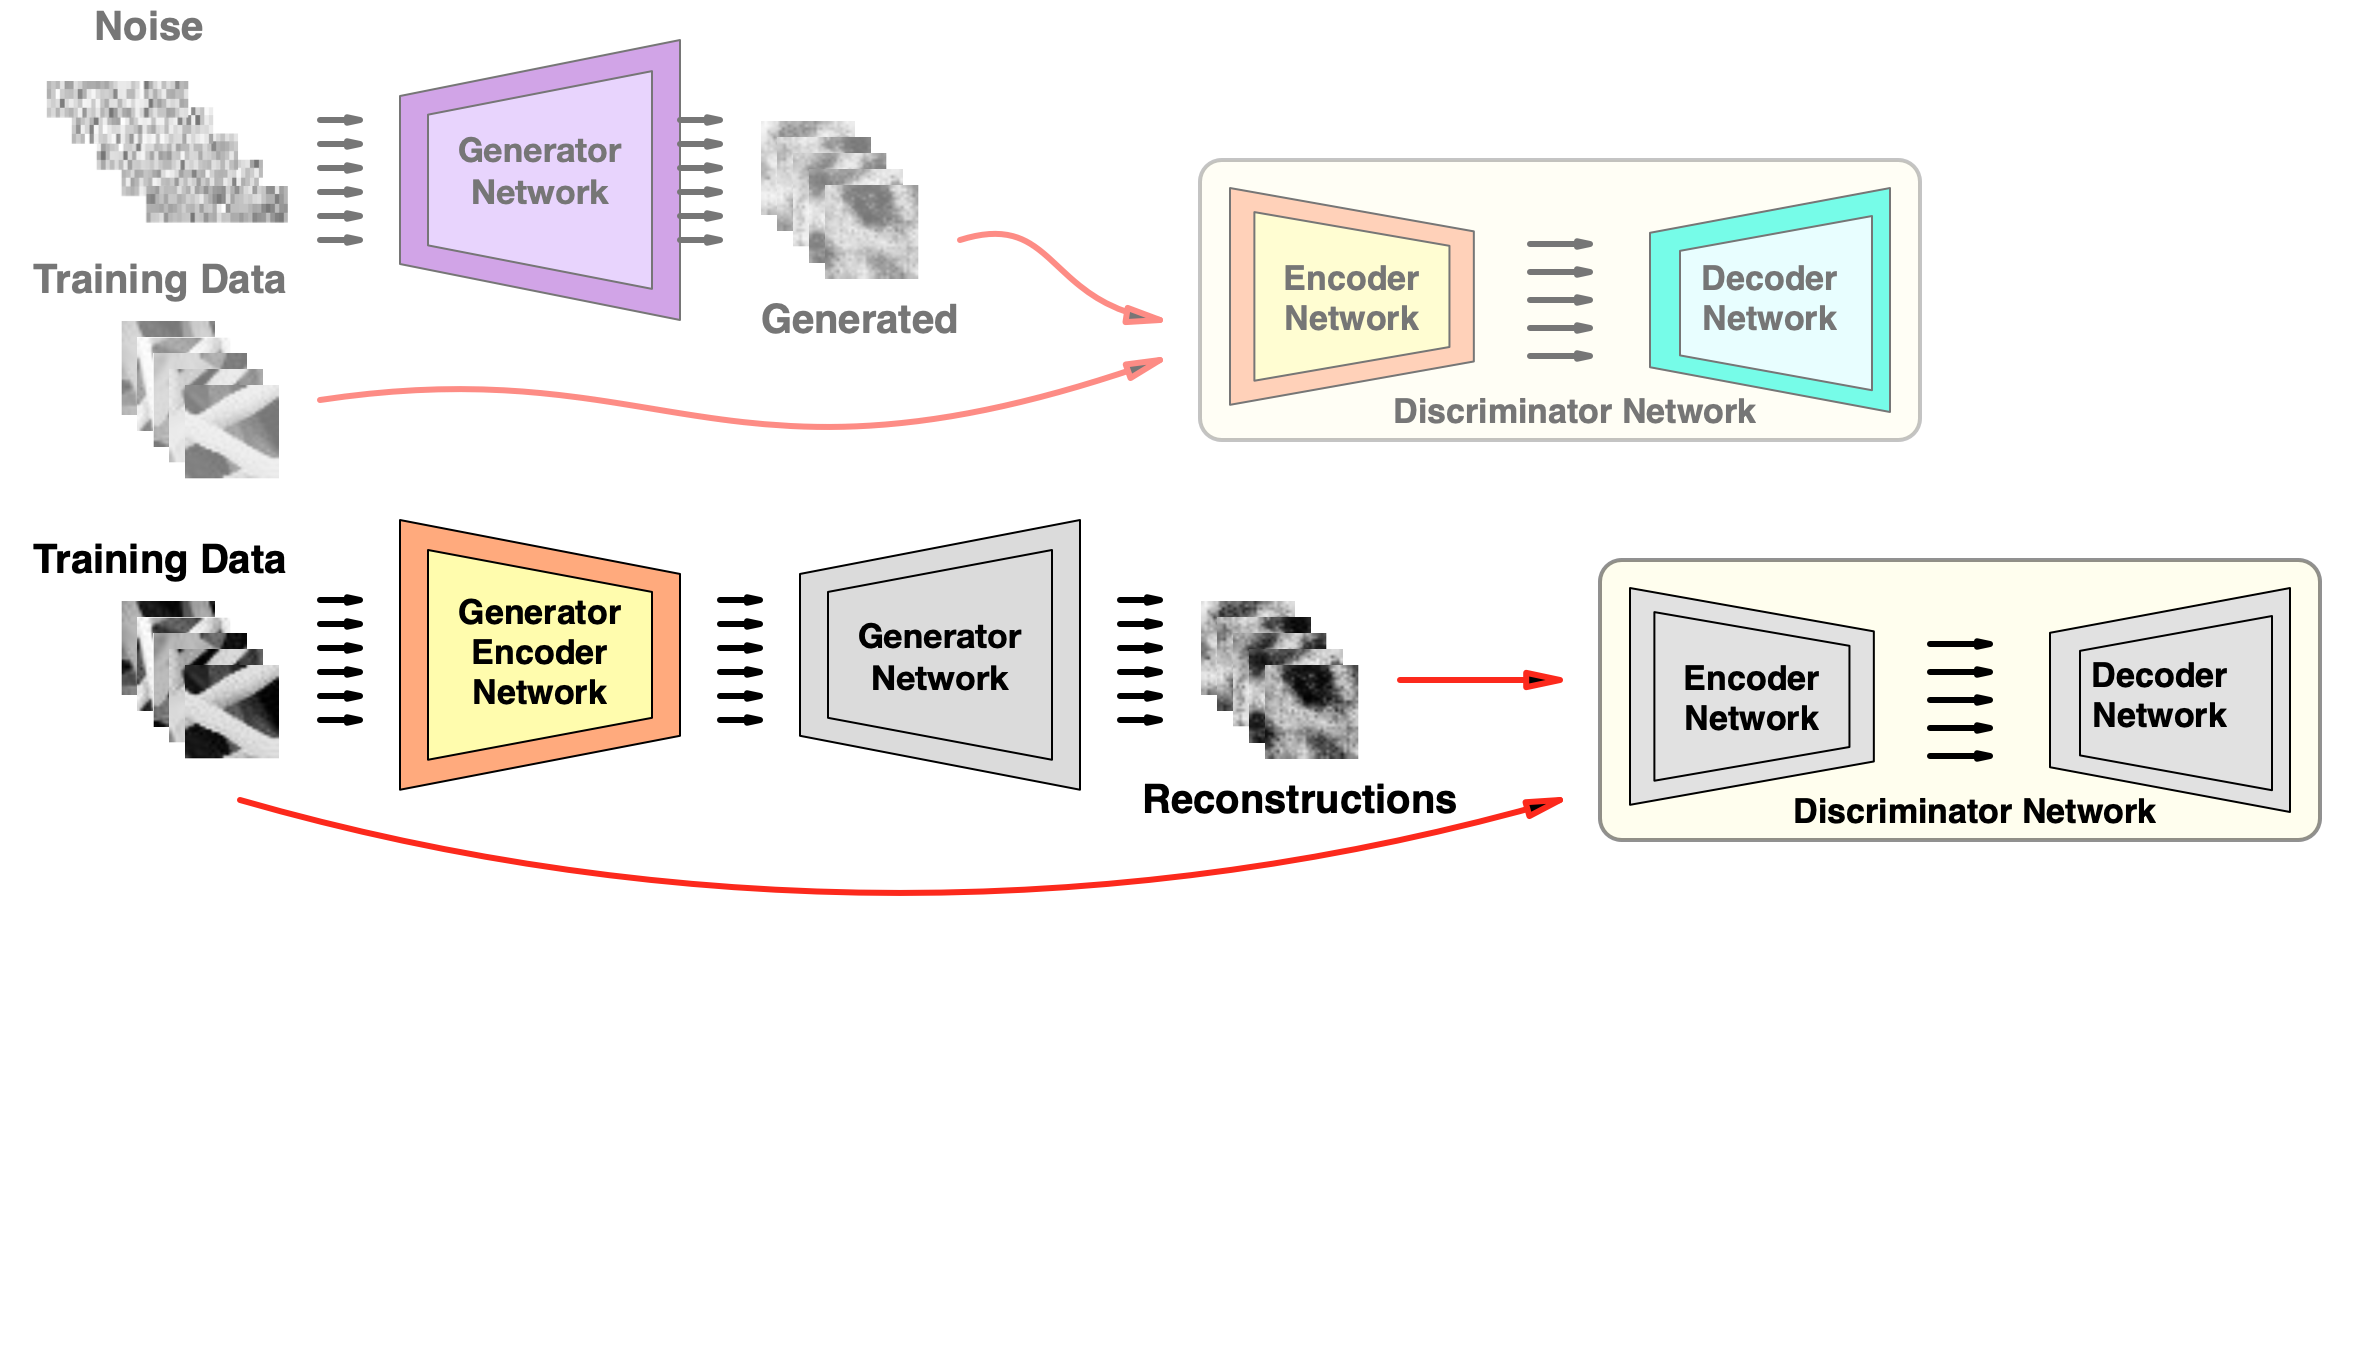 Noise
Generator
Network
Training Data
Generated
Encoder
Network
Decoder
Network
Discriminator Network
Training Data
Generator
Encoder
Network
Generator
Network
Reconstructions
Encoder
Network
Decoder
Network
Discriminator Network